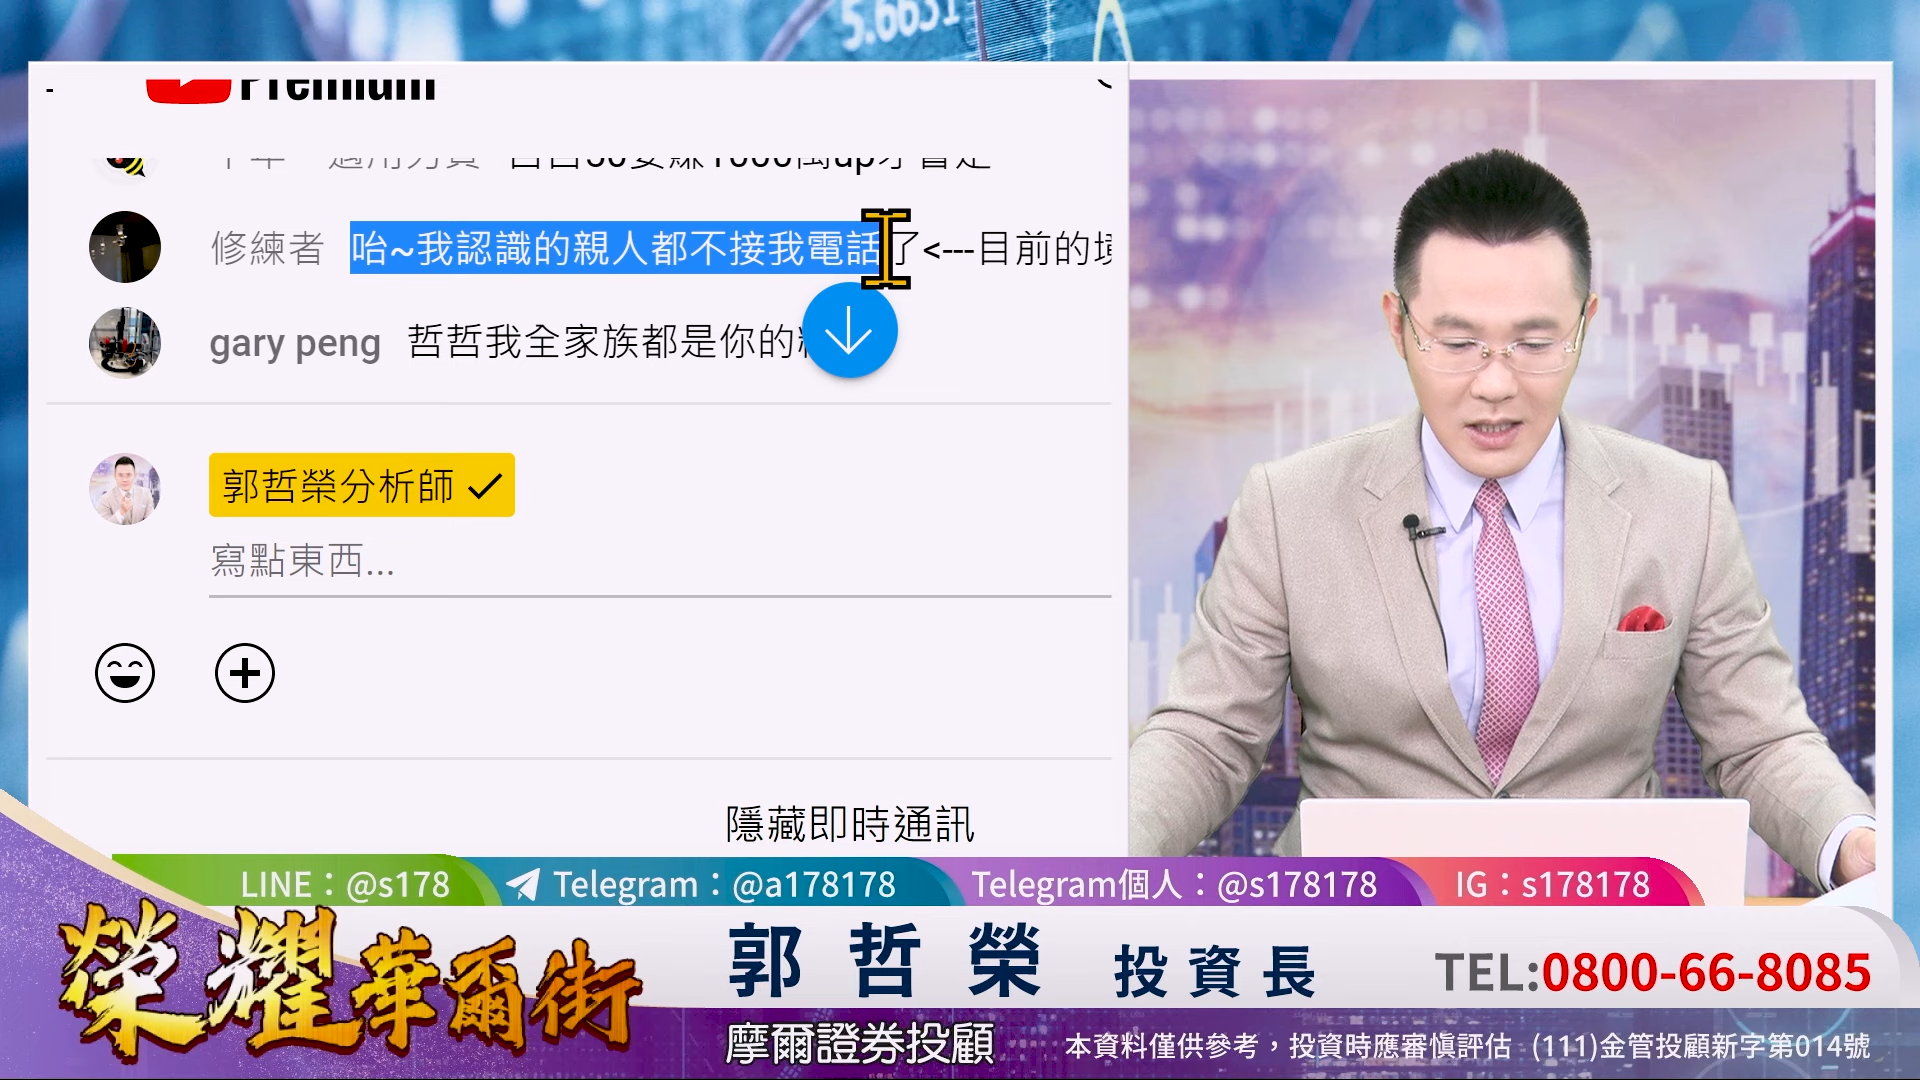 5.6631
Premium
修練者 咍~我認識的親人都不接我電話了<---目前的境
gary peng 哲哲我全家族都是你的
郭哲榮分析師
寫點東西...
隱藏即時通訊
LINE：@s178 Telegram：@a178178 Telegram個人：@s178178 IG：s178178
榮耀華爾街
郭哲榮 投資長 TEL:0800-66-8085
摩爾證券投顧 本資料僅供參考，投資時應審慎評估 (111)金管投顧新字第014號